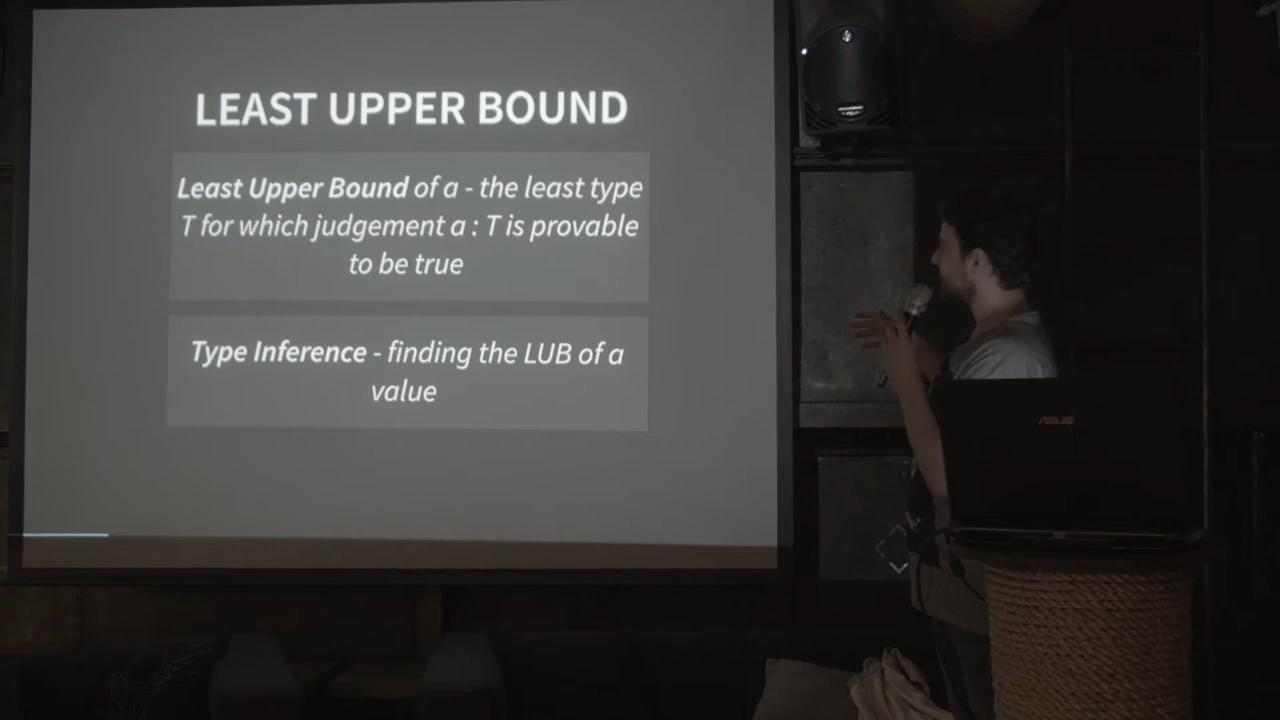 LEAST UPPER BOUND
Least Upper Bound of a - the least type
T for which judgement a : T is provable
to be true
Type Inference - finding the LUB of a
value
ASUS